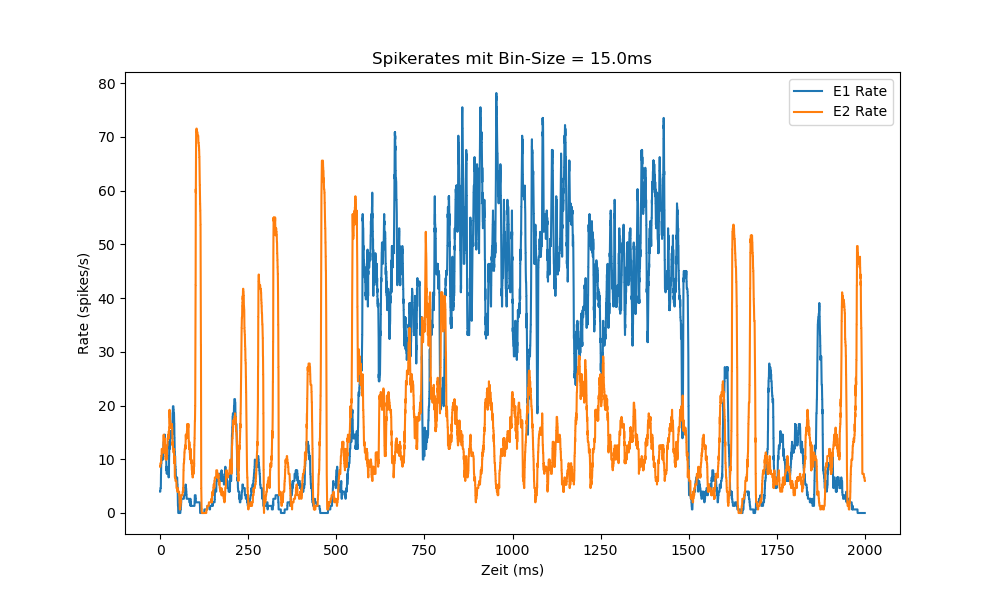 Spikerates mit Bin-Size = 15.0ms
E1 Rate
E2 Rate
80
70
60
50
40
30
20
10
0
Rate (spikes/s)
0 250 500 750 1000 1250 1500 1750 2000
Zeit (ms)